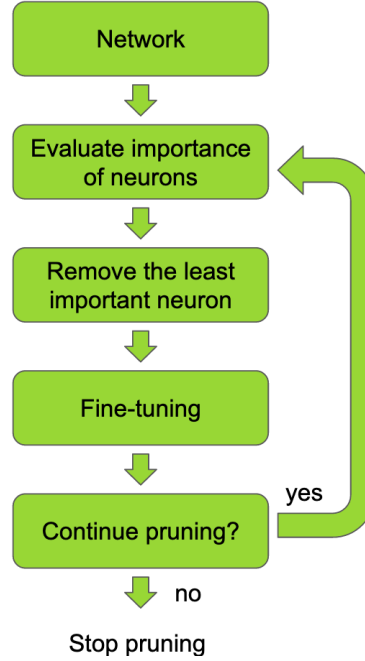 Network
Evaluate importance
of neurons
Remove the least
important neuron
Fine-tuning
Continue pruning?
yes
no
Stop pruning